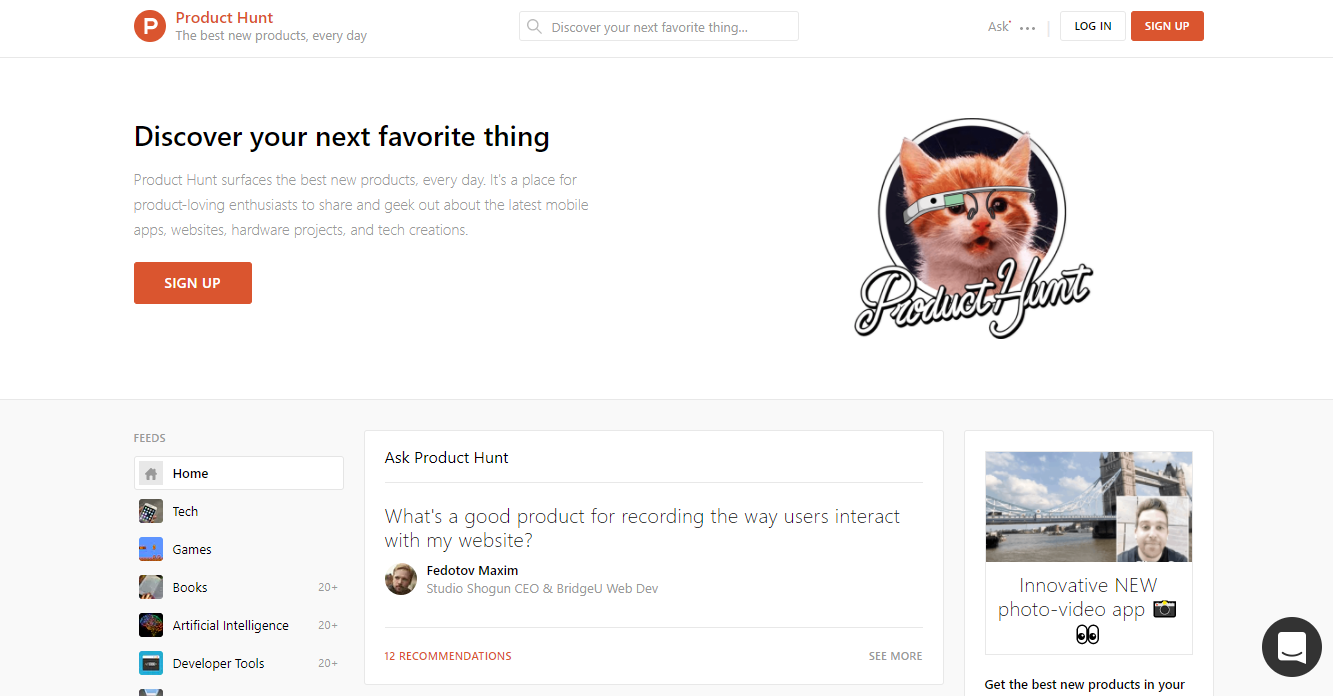 P
Product Hunt
The best new products, every day
Discover your next favorite thing...
Ask
LOG IN
SIGN UP
Discover your next favorite thing
Product Hunt surfaces the best new products, every day. It's a place for
product-loving enthusiasts to share and geek out about the latest mobile
apps, websites, hardware projects, and tech creations.
SIGN UP
Product Hunt
FEEDS
Home
Tech
Games
Books 20+
Artificial Intelligence 20+
Developer Tools 20+
Ask Product Hunt
What's a good product for recording the way users interact
with my website?
Fedotov Maxim
Studio Shogun CEO & BridgeU Web Dev
12 RECOMMENDATIONS
SEE MORE
Innovative NEW
photo-video app 📷
👀
Get the best new products in your